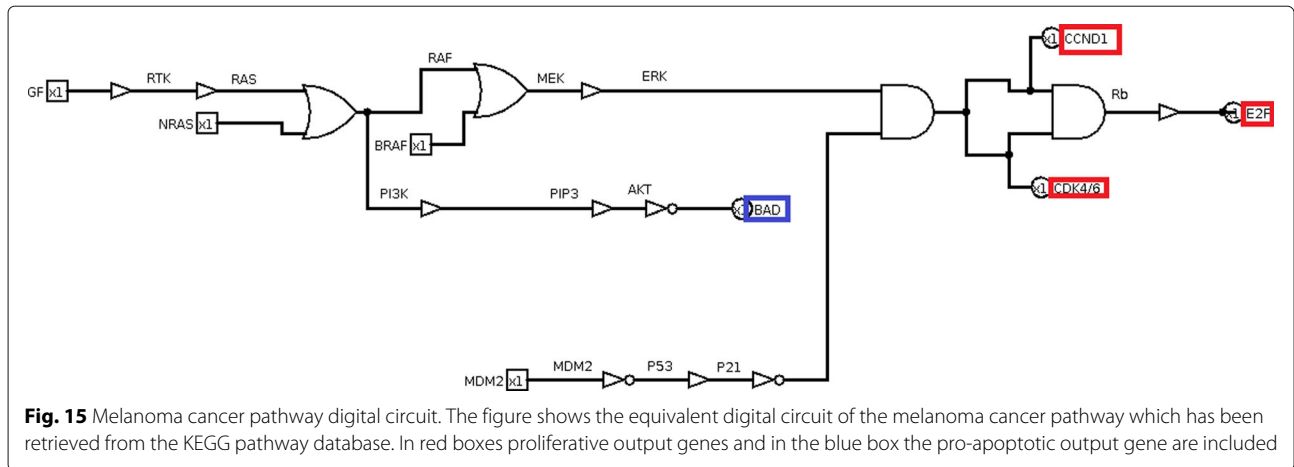 CCND1
x1
RAF
RTK
RAS
MEK
ERK
Rb
GF x1
x1 E2F
NRAS x1
BRAF x1
PI3K
PIP3
AKT
x1 CDK4/6
x1 BAD
MDM2
P53
P21
MDM2 x1
Fig. 15 Melanoma cancer pathway digital circuit. The figure shows the equivalent digital circuit of the melanoma cancer pathway which has been
retrieved from the KEGG pathway database. In red boxes proliferative output genes and in the blue box the pro-apoptotic output gene are included